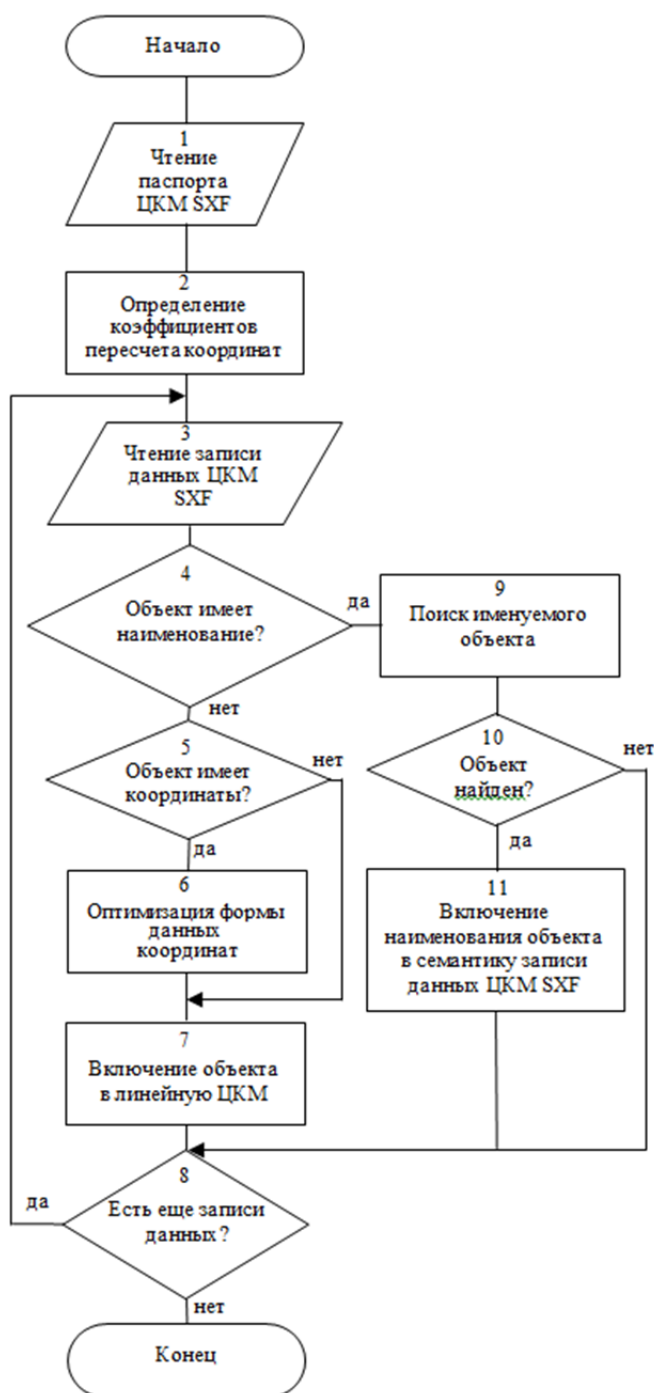 Начало
1
Чтение
паспорта
ЦКМ SXF
2
Определение
коэффициентов
пересчета координат
3
Чтение записи
данных ЦКМ
SXF
4
Объект имеет
наименование?
да
нет
9
Поиск именуемого
объекта
5
Объект имеет
координаты?
нет
да
10
Объект
найден?
нет
да
6
Оптимизация формы
данных
координат
11
Включение
наименования объекта
в семантику записи
данных ЦКМ SXF
7
Включение объекта
в линейную ЦКМ
8
Есть еще записи
данных?
да
нет
Конец